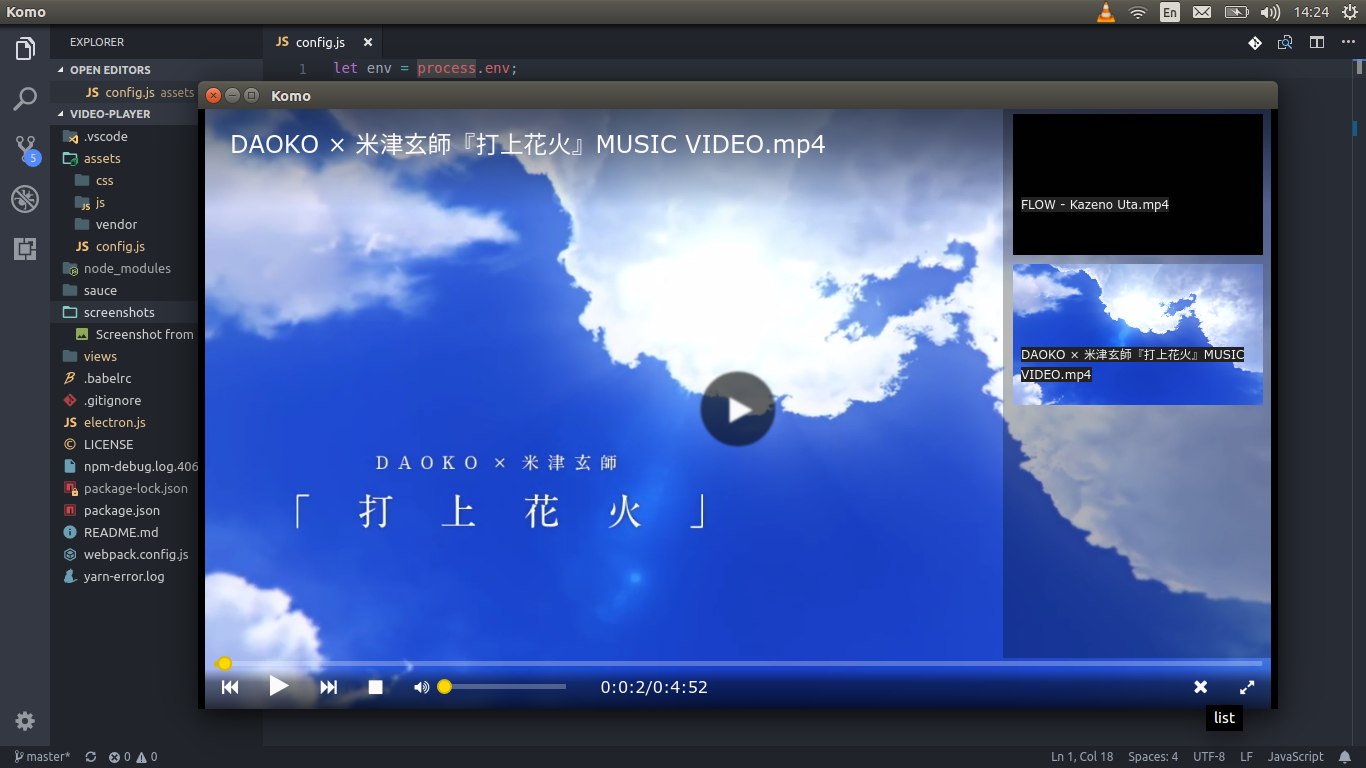 Komo
En
14:24
EXPLORER
OPEN EDITORS
JS config.js assets
VIDEO-PLAYER
.vscode
assets
css
js
vendor
JS config.js
node_modules
sauce
screenshots
Screenshot from
views
.babelrc
.gitignore
electron.js
LICENSE
npm-debug.log.406
package-lock.json
package.json
README.md
webpack.config.js
yarn-error.log
5
JS config.js
1 let env = process.env;
Komo
DAOKO × 米津玄師『打上花火』MUSIC VIDEO.mp4
FLOW - Kazeno Uta.mp4
DAOKO × 米津玄師『打上花火』MUSIC
VIDEO.mp4
DAOKO × 米津玄師
「打上花火」
0:0:2/0:4:52
list
master*
0
0
Ln 1, Col 18
Spaces: 4
UTF-8
LF
JavaScript